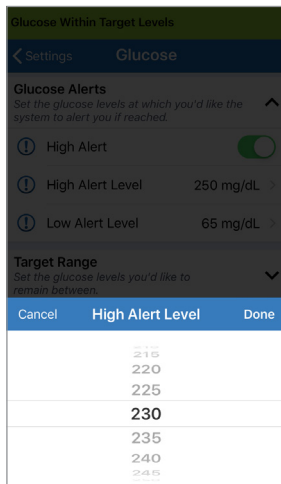 Glucose Within Target Levels
Settings Glucose
Glucose Alerts
Set the glucose levels at which you'd like the
system to alert you if reached.
High Alert
High Alert Level 250 mg/dL
Low Alert Level 65 mg/dL
Target Range
Set the glucose levels you'd like to
remain between.
Cancel High Alert Level Done
215
220
225
230
235
240
245